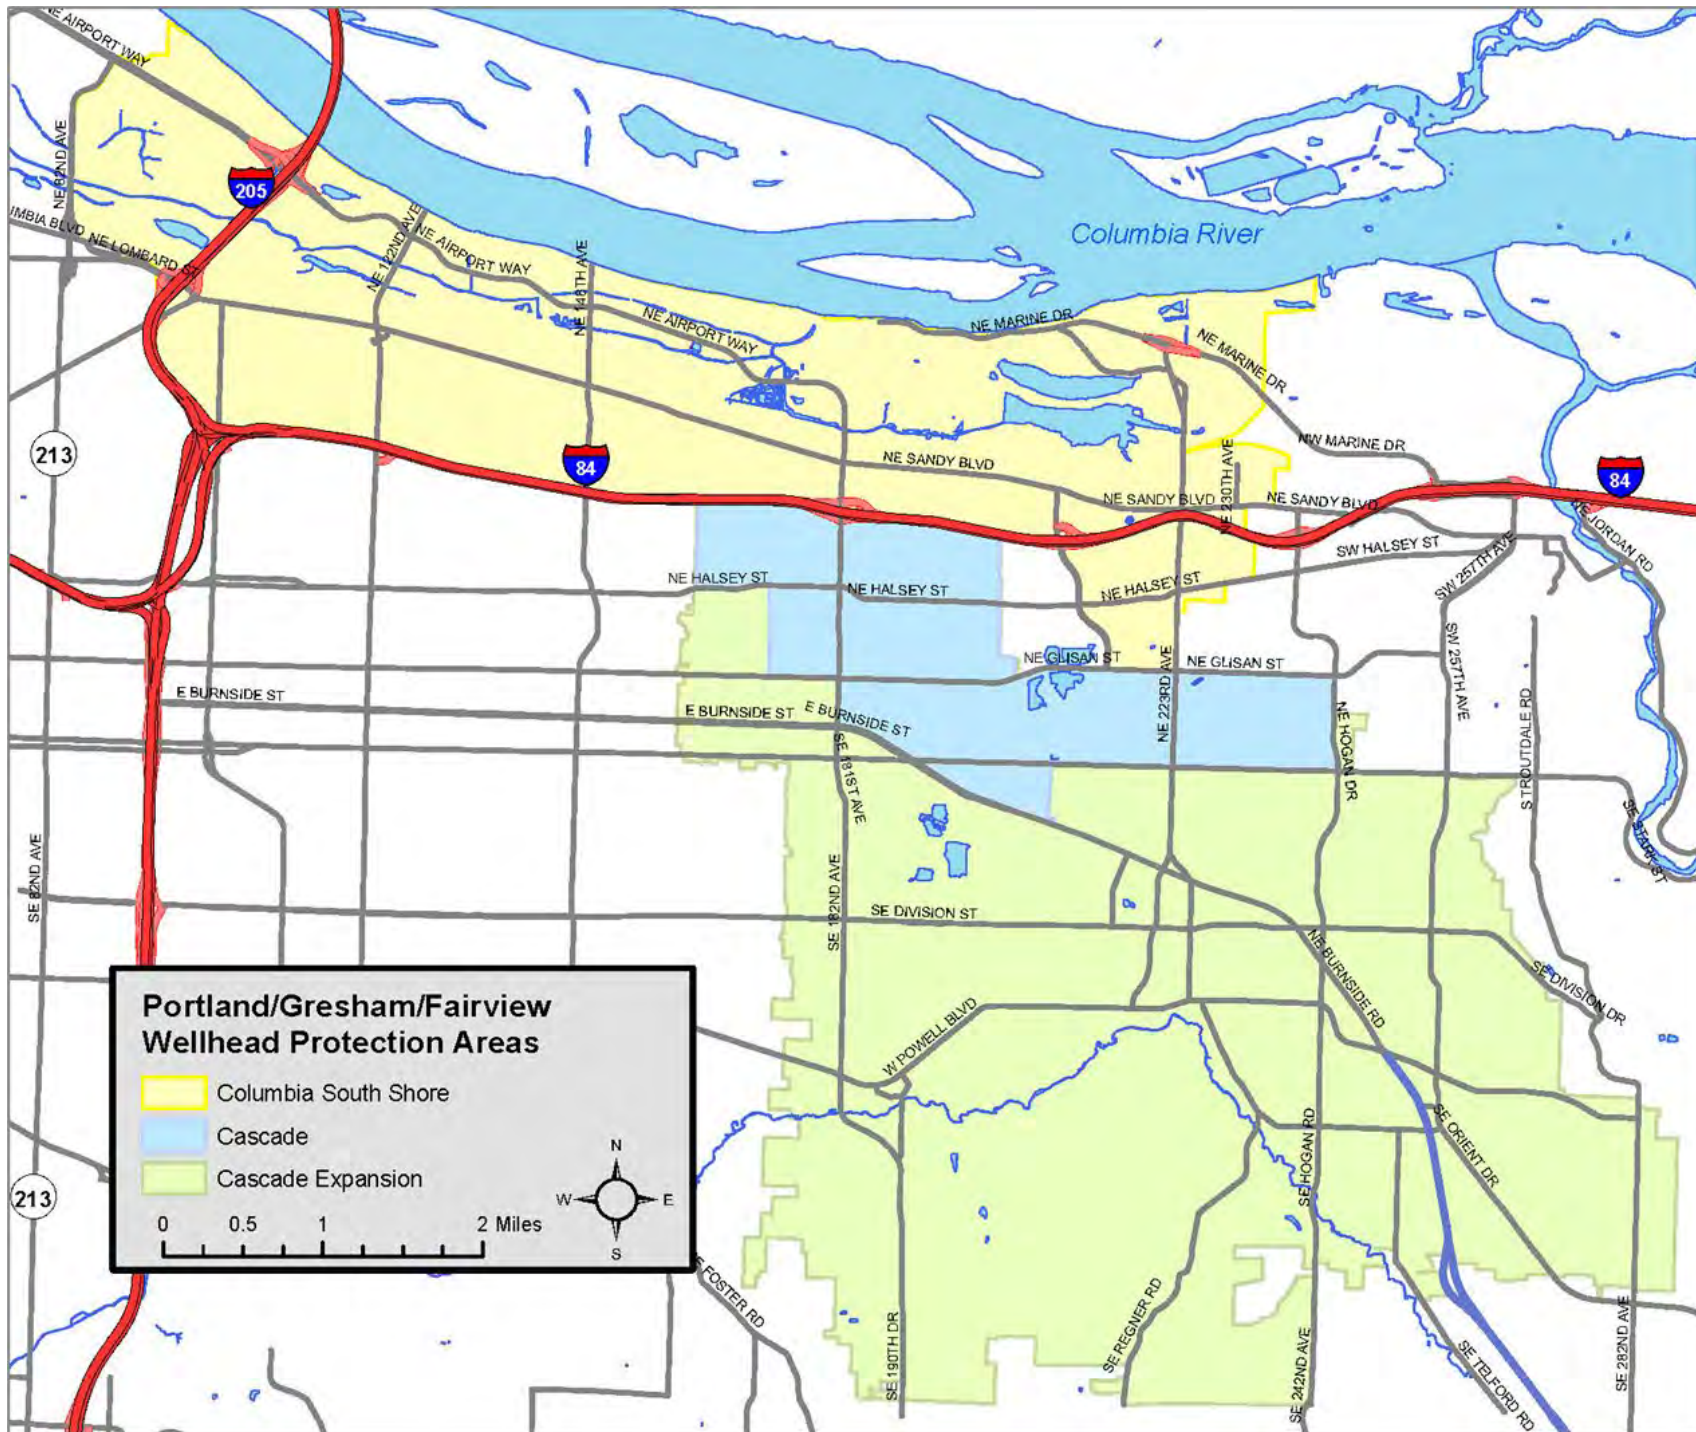 NE AIRPORT WAY
NE 82ND AVE
205
IMBIA BLVD
NE LOMBARD ST
NE 122ND AVE
NE AIRPORT WAY
NE 148TH AVE
NE AIRPORT WAY
Columbia River
NE MARINE DR
NE MARINE DR
NW MARINE DR
213
84
NE SANDY BLVD
NE SANDY BLVD
NE 230TH AVE
NE SANDY BLVD
84
NE JORDAN RD
SW HALSEY ST
SW 257TH AVE
NE HALSEY ST
NE HALSEY ST
NE HALSEY ST
NE GLISAN ST
NE GLISAN ST
NE 223RD AVE
SW 257TH AVE
E BURNSIDE ST
E BURNSIDE ST
E BURNSIDE ST
SE 181ST AVE
NE HOGAN DR
S TROUTDALE RD
SE STARK ST
SE 82ND AVE
SE 182ND AVE
SE DIVISION ST
NE BURNSIDE RD
SE DIVISION DR
W POWELL BLVD
Portland/Gresham/Fairview
Wellhead Protection Areas
Columbia South Shore
Cascade
Cascade Expansion
0 0.5 1 2 Miles
N
W E
S
213
SE HOGAN RD
SE ORIENT DR
E FOSTER RD
SE 190TH DR
SE REGNER RD
SE 242ND AVE
SE TELFORD RD
SE 282ND AVE